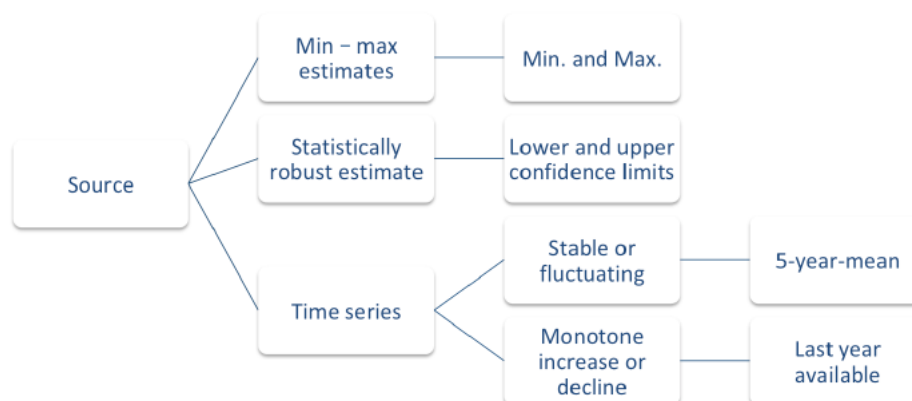 Min – max
estimates
Min. and Max.
Source
Statistically
robust estimate
Lower and upper
confidence limits
Time series
Stable or
fluctuating
5-year-mean
Monotone
increase or
decline
Last year
available